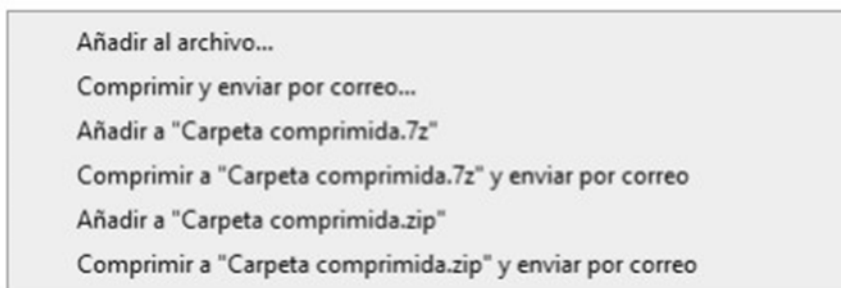 Añadir al archivo...
Comprimir y enviar por correo...
Añadir a "Carpeta comprimida.7z"
Comprimir a "Carpeta comprimida.7z" y enviar por correo
Añadir a "Carpeta comprimida.zip"
Comprimir a "Carpeta comprimida.zip" y enviar por correo